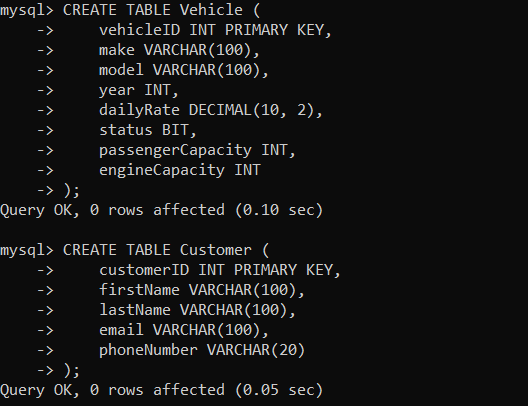 mysql> CREATE TABLE Vehicle (
    ->     vehicleID INT PRIMARY KEY,
    ->     make VARCHAR(100),
    ->     model VARCHAR(100),
    ->     year INT,
    ->     dailyRate DECIMAL(10, 2),
    ->     status BIT,
    ->     passengerCapacity INT,
    ->     engineCapacity INT
    -> );
Query OK, 0 rows affected (0.10 sec)

mysql> CREATE TABLE Customer (
    ->     customerID INT PRIMARY KEY,
    ->     firstName VARCHAR(100),
    ->     lastName VARCHAR(100),
    ->     email VARCHAR(100),
    ->     phoneNumber VARCHAR(20)
    -> );
Query OK, 0 rows affected (0.05 sec)